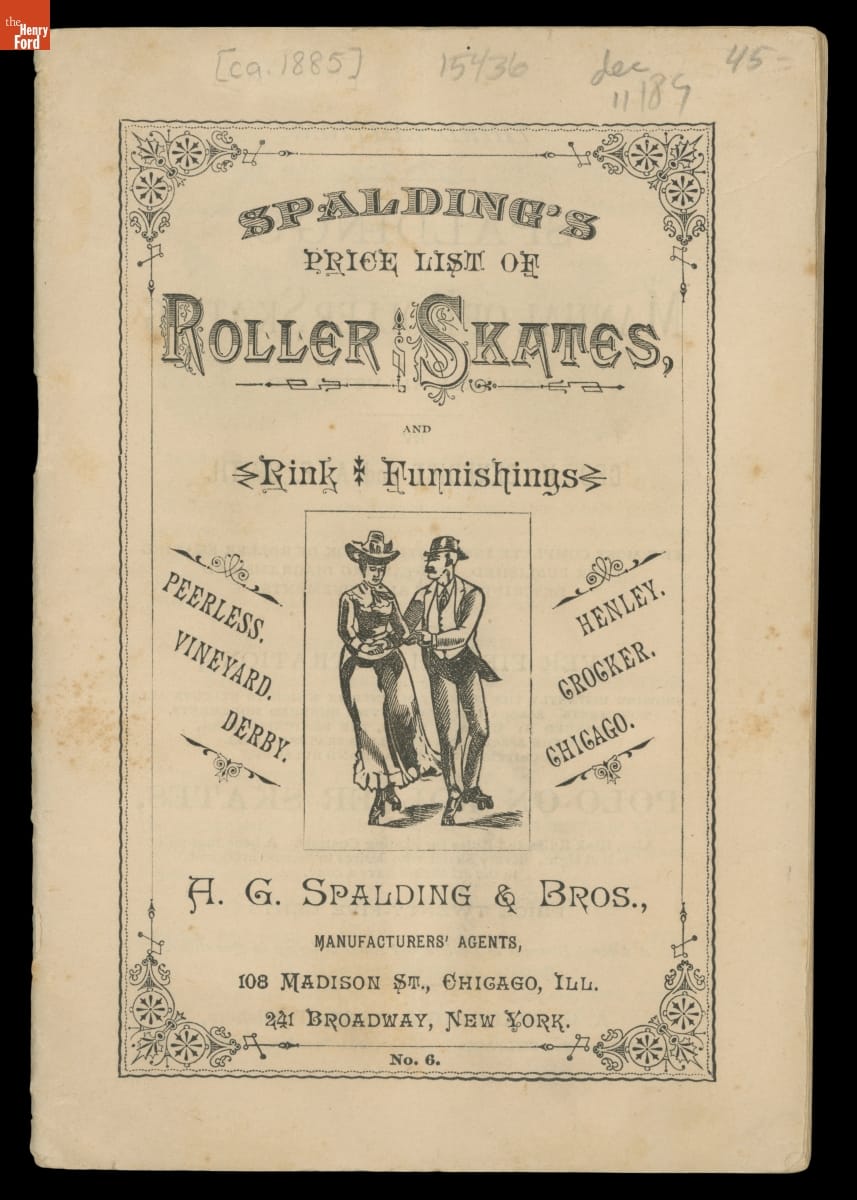 the
Henry
Ford
[ca. 1885]
15436
dec
11/89
45-
SPALDING'S
PRICE LIST OF
ROLLER SKATES,
AND
Rink Furnishings
PEERLESS.
VINEYARD.
DERBY.
HENLEY.
CROCKER.
CHICAGO.
A. G. SPALDING & BROS.,
MANUFACTURERS' AGENTS,
108 MADISON ST., CHICAGO, ILL.
241 BROADWAY, NEW YORK.
No. 6.